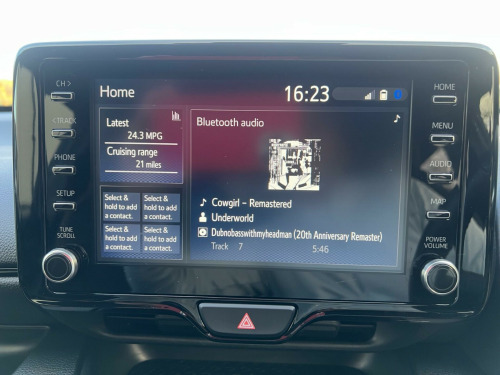 CH >
< TRACK
PHONE
SETUP
TUNE
SCROLL
Home
16:23
Latest
24.3 MPG
Cruising range
21 miles
Select &
hold to add
a contact.
Select &
hold to add
a contact.
Select &
hold to add
a contact.
Select &
hold to add
a contact.
Bluetooth audio
Cowgirl - Remastered
Underworld
Dubnobasswithmyheadman (20th Anniversary Remaster)
Track 7
5:46
HOME
MENU
AUDIO
MAP
POWER
VOLUME